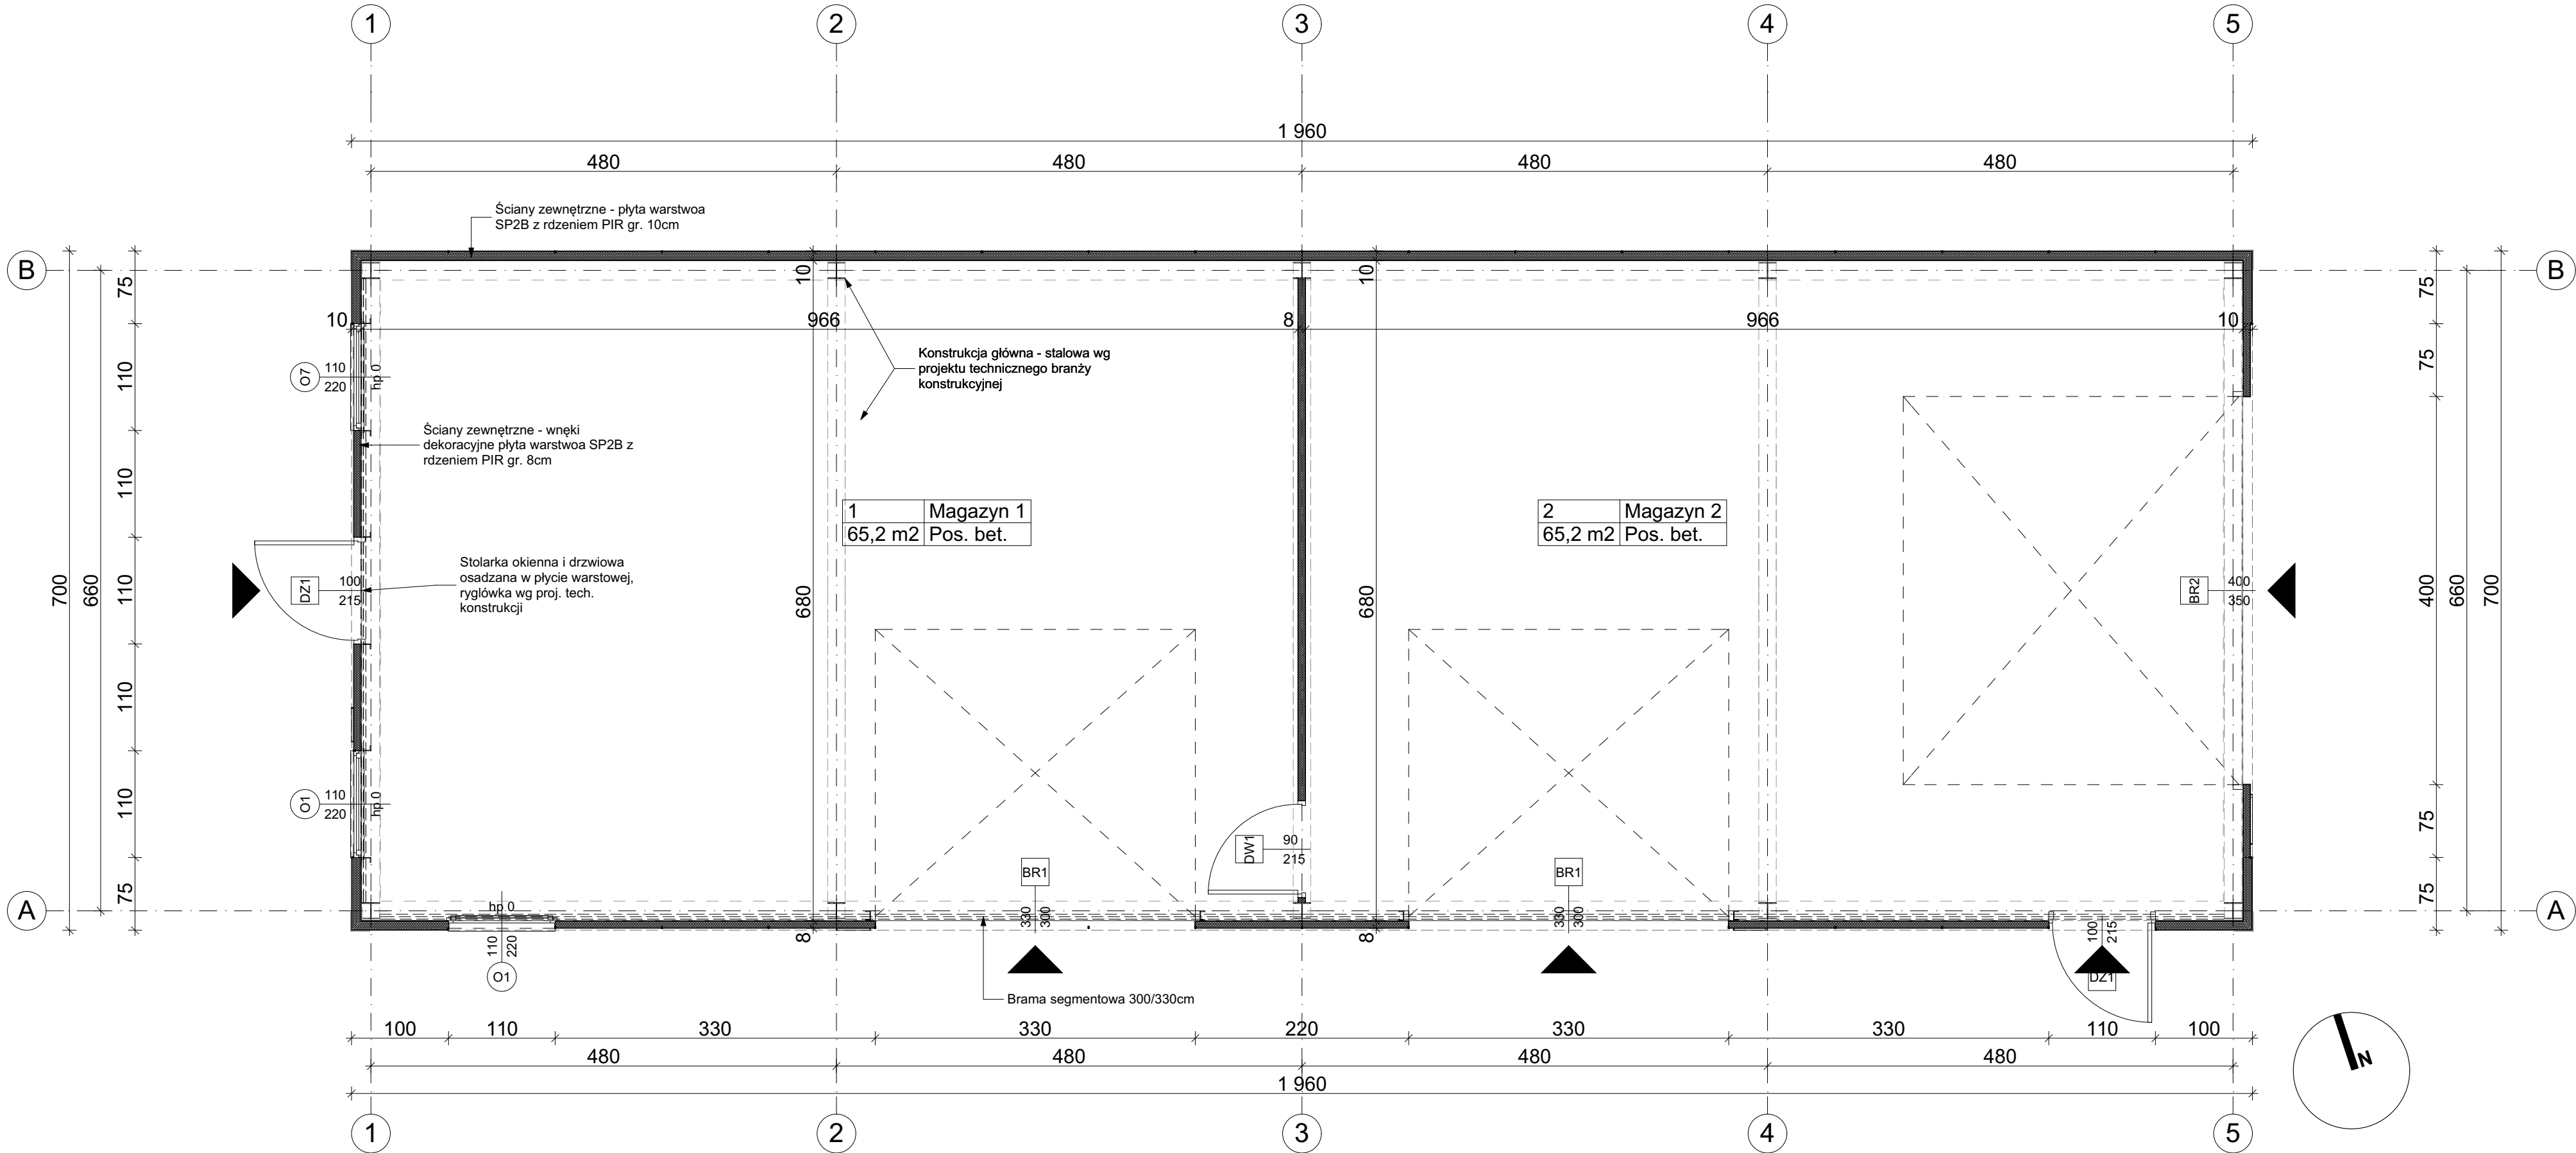 1 2 3 4 5
1 960
480 480 480 480
Ściany zewnętrzne - płyta warstwoa
SP2B z rdzeniem PIR gr. 10cm
B B
75 10 10 75
10 966 8 966 10
Konstrukcja główna - stalowa wg
projektu technicznego branży
konstrukcyjnej
75
110 O7 110
220 hp 0
Ściany zewnętrzne - wnęki
dekoracyjne płyta warstwoa SP2B z
rdzeniem PIR gr. 8cm
110
1 Magazyn 1
65,2 m2 Pos. bet.
2 Magazyn 2
65,2 m2 Pos. bet.
Stolarka okienna i drzwiowa
osadzana w płycie warstowej,
ryglówka wg proj. tech.
konstrukcji
700 660 110 DZ1 100
215
680 680
BR2 400
350 400 660 700
110
110 O1 110
220 hp 0
DW1 90
215
75
BR1 BR1
75 75
A A
hp 0
110 220 O1
8 330 300 8 330 300
100 215 DZ1
Brama segmentowa 300/330cm
100 110 330 330 220 330 330 110 100
480 480 480 480
1 960
N
1 2 3 4 5